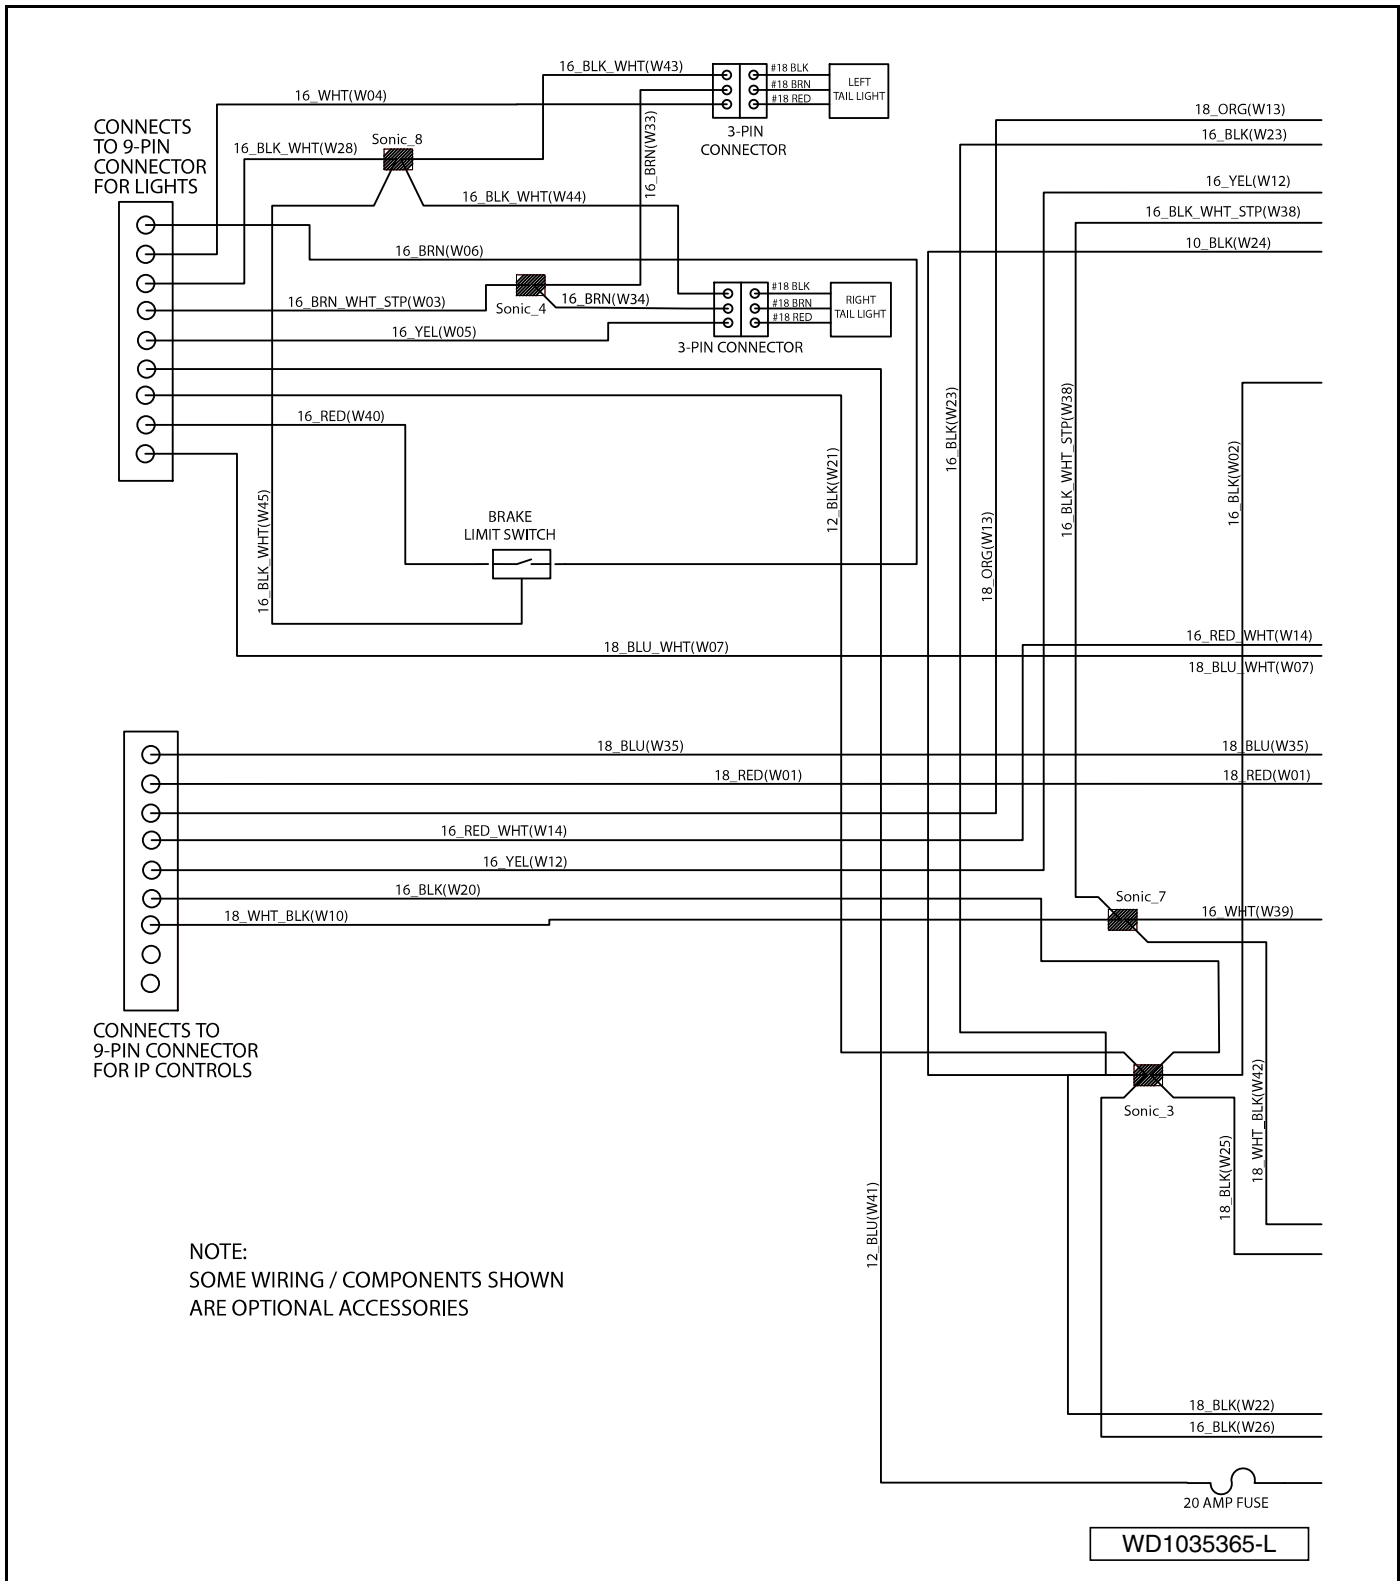 16_BLK_WHT(W43)
#18 BLK
#18 BRN
#18 RED
LEFT
TAIL LIGHT
16_WHT(W04)
3-PIN
CONNECTOR
18_ORG(W13)
16_BLK(W23)
CONNECTS
TO 9-PIN
CONNECTOR
FOR LIGHTS
Sonic_8
16_BLK_WHT(W28)
16_BRN(W33)
16_BLK_WHT(W44)
16_YEL(W12)
16_BLK_WHT_STP(W38)
10_BLK(W24)
16_BRN(W06)
16_BRN_WHT_STP(W03)
Sonic_4
16_BRN(W34)
#18 BLK
#18 BRN
#18 RED
RIGHT
TAIL LIGHT
16_YEL(W05)
3-PIN CONNECTOR
16_RED(W40)
12_BLK(W21)
16_BLK(W23)
18_ORG(W13)
16_BLK_WHT_STP(W38)
16_BLK(W02)
16_BLK_WHT(W45)
BRAKE
LIMIT SWITCH
16_RED_WHT(W14)
18_BLU_WHT(W07)
18_BLU_WHT(W07)
18_BLU(W35)
18_BLU(W35)
18_RED(W01)
18_RED(W01)
16_RED_WHT(W14)
16_YEL(W12)
16_BLK(W20)
18_WHT_BLK(W10)
Sonic_7
16_WHT(W39)
CONNECTS TO
9-PIN CONNECTOR
FOR IP CONTROLS
Sonic_3
18_WHT_BLK(W42)
18_BLK(W25)
12_BLU(W41)
NOTE:
SOME WIRING / COMPONENTS SHOWN
ARE OPTIONAL ACCESSORIES
18_BLK(W22)
16_BLK(W26)
20 AMP FUSE
WD1035365-L